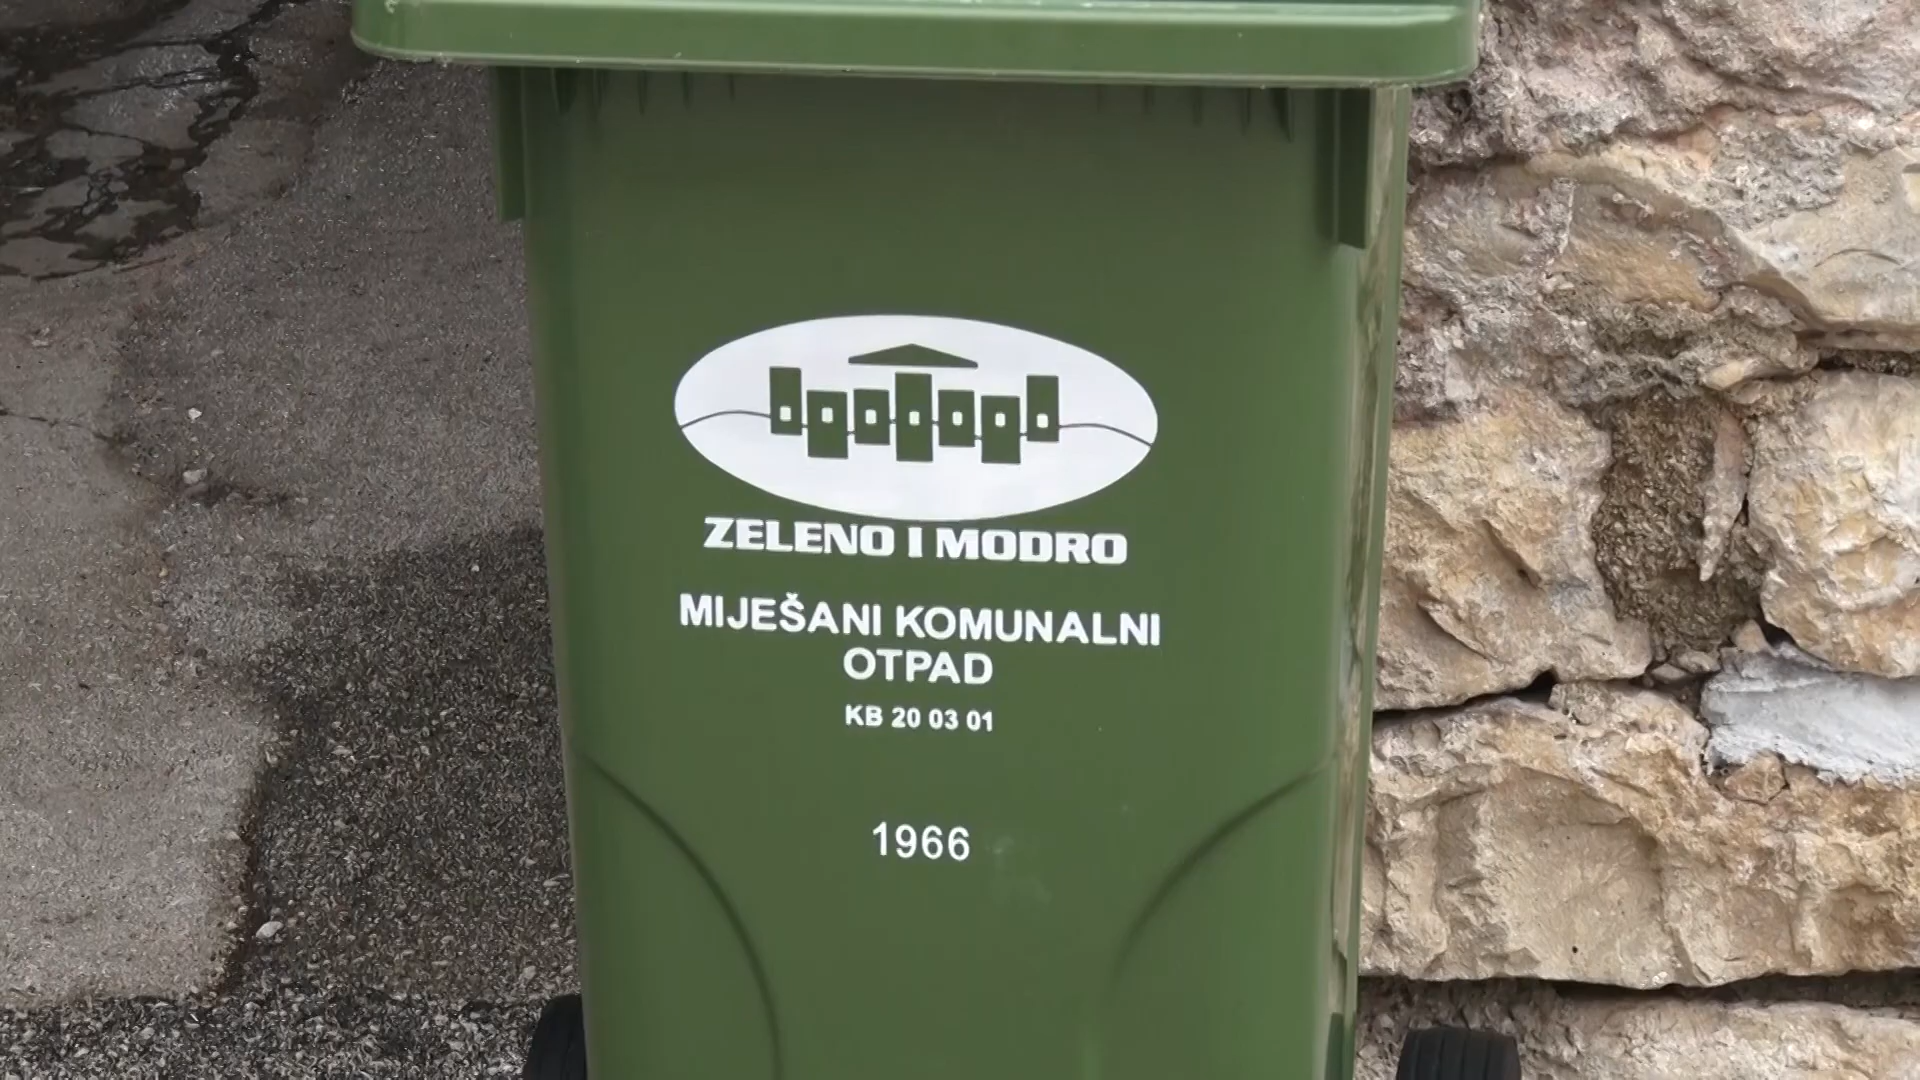 ZELENO I MODRO
MIJEŠANI KOMUNALNI
OTPAD
KB 20 03 01
1966